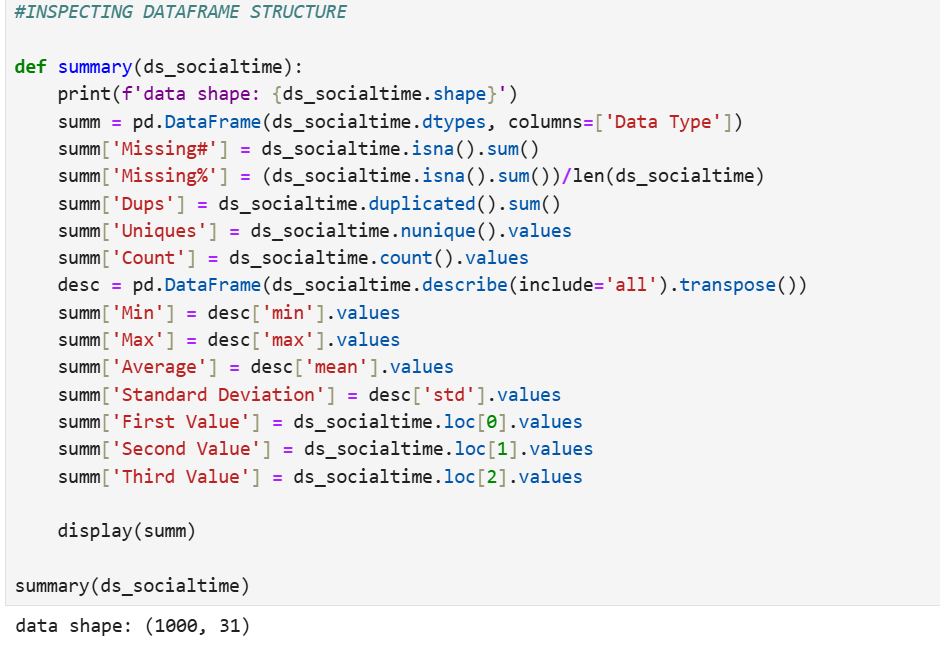 #INSPECTING DATAFRAME STRUCTURE
def summary(ds_socialtime):
    print(f'data shape: {ds_socialtime.shape}')
    summ = pd.DataFrame(ds_socialtime.dtypes, columns=['Data Type'])
    summ['Missing#'] = ds_socialtime.isna().sum()
    summ['Missing%'] = (ds_socialtime.isna().sum())/len(ds_socialtime)
    summ['Dups'] = ds_socialtime.duplicated().sum()
    summ['Uniques'] = ds_socialtime.nunique().values
    summ['Count'] = ds_socialtime.count().values
    desc = pd.DataFrame(ds_socialtime.describe(include='all').transpose())
    summ['Min'] = desc['min'].values
    summ['Max'] = desc['max'].values
    summ['Average'] = desc['mean'].values
    summ['Standard Deviation'] = desc['std'].values
    summ['First Value'] = ds_socialtime.loc[0].values
    summ['Second Value'] = ds_socialtime.loc[1].values
    summ['Third Value'] = ds_socialtime.loc[2].values
    display(summ)
summary(ds_socialtime)
data shape: (1000, 31)